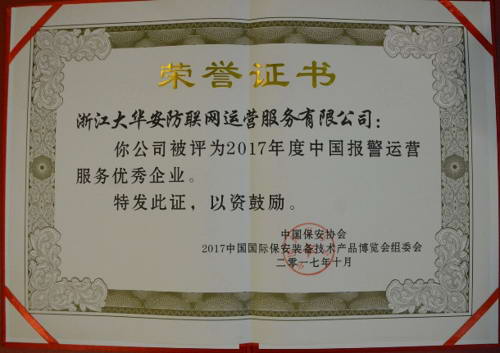 荣誉证书
浙江大华安防联网运营服务有限公司：
你公司被评为2017年度中国报警运营
服务优秀企业。
特发此证，以资鼓励。
中国保安协会
2017中国国际保安装备技术产品博览会组委会
二零一七年十月